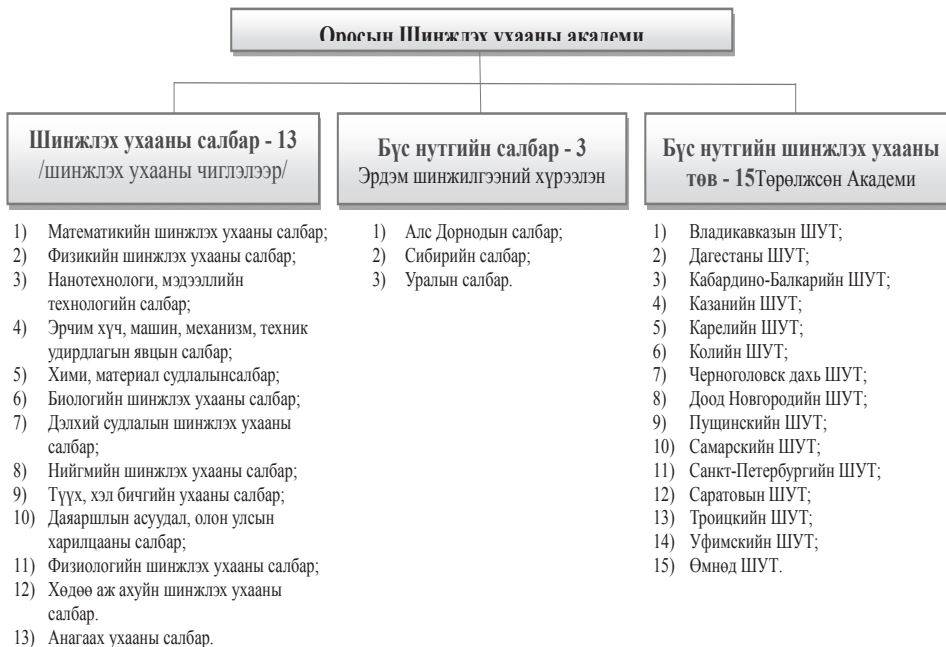 Оросын Шинжлэх ухааны академи
Шинжлэх ухааны салбар - 13
/шинжлэх ухааны чиглэлээр/
1) Математикийн шинжлэх ухааны салбар;
2) Физикийн шинжлэх ухааны салбар;
3) Нанотехнологи, мэдээллийн
технологийн салбар;
4) Эрчим хүч, машин, механизм, техник
удирдлагын явцын салбар;
5) Хими, материал судлалынсалбар;
6) Биологийн шинжлэх ухааны салбар;
7) Дэлхий судлалын шинжлэх ухааны
салбар;
8) Нийгмийн шинжлэх ухааны салбар;
9) Түүх, хэл бичгийн ухааны салбар;
10) Даяаршлын асуудал, олон улсын
харилцааны салбар;
11) Физиологийн шинжлэх ухааны салбар;
12) Хөдөө аж ахуйн шинжлэх ухааны
салбар.
13) Анагаах ухааны салбар.
Бүс нутгийн салбар - 3
Эрдэм шинжилгээний хүрээлэн
1) Алс Дорнодын салбар;
2) Сибирийн салбар;
3) Уралын салбар.
Бүс нутгийн шинжлэх ухааны
төв - 15Төрөлжсөн Академи
1) Владикавказын ШУТ;
2) Дагестаны ШУТ;
3) Кабардино-Балкарийн ШУТ;
4) Казанийн ШУТ;
5) Карелийн ШУТ;
6) Колийн ШУТ;
7) Черноголовск дахь ШУТ;
8) Доод Новгородийн ШУТ;
9) Пущинскийн ШУТ;
10) Самарскийн ШУТ;
11) Санкт-Петербургийн ШУТ;
12) Саратовын ШУТ;
13) Троицкийн ШУТ;
14) Уфимскийн ШУТ;
15) Өмнөд ШУТ.